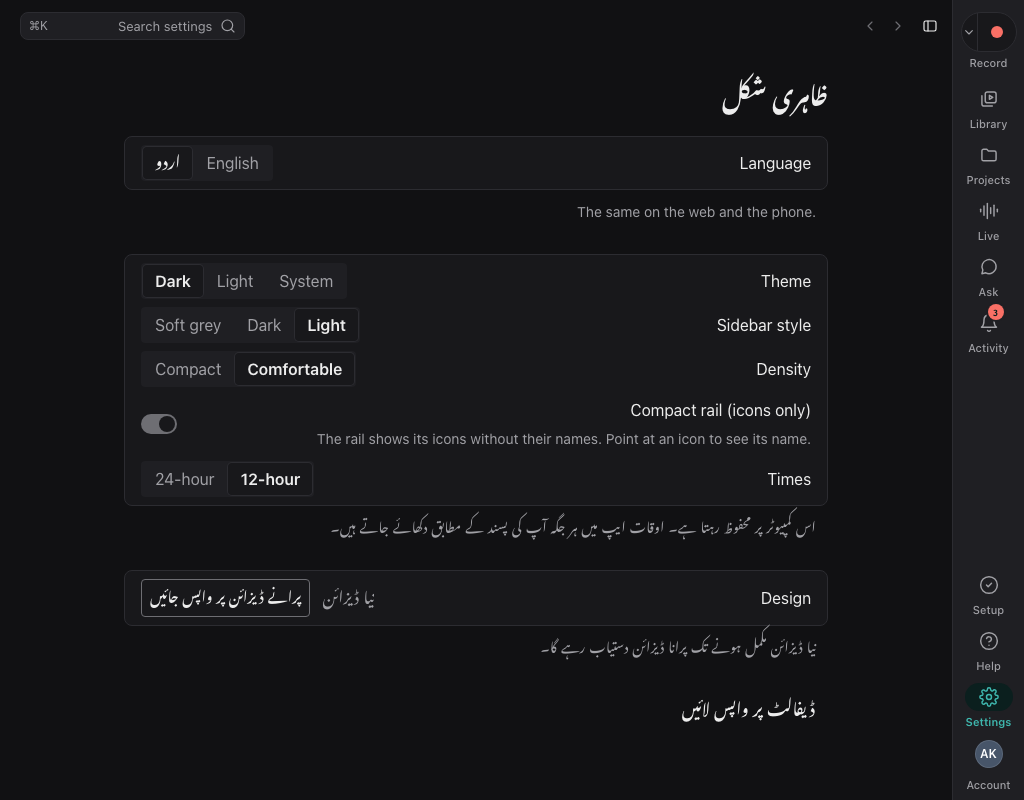 ⌘K Search settings
ظاہری شکل
Language
اردو English
The same on the web and the phone.
Theme
Dark Light System
Sidebar style
Soft grey Dark Light
Density
Compact Comfortable
Compact rail (icons only)
The rail shows its icons without their names. Point at an icon to see its name.
Times
24-hour 12-hour
اس کمپیوٹر پر محفوظ رہتا ہے۔ اوقات ایپ میں ہر جگہ آپ کی پسند کے مطابق دکھائے جاتے ہیں۔
Design
نیا ڈیزائن
پرانے ڈیزائن پر واپس جائیں
نیا ڈیزائن مکمل ہونے تک پرانا ڈیزائن دستیاب رہے گا۔
ڈیفالٹ پر واپس لائیں
Record
Library
Projects
Live
Ask
3
Activity
Setup
Help
Settings
AK
Account